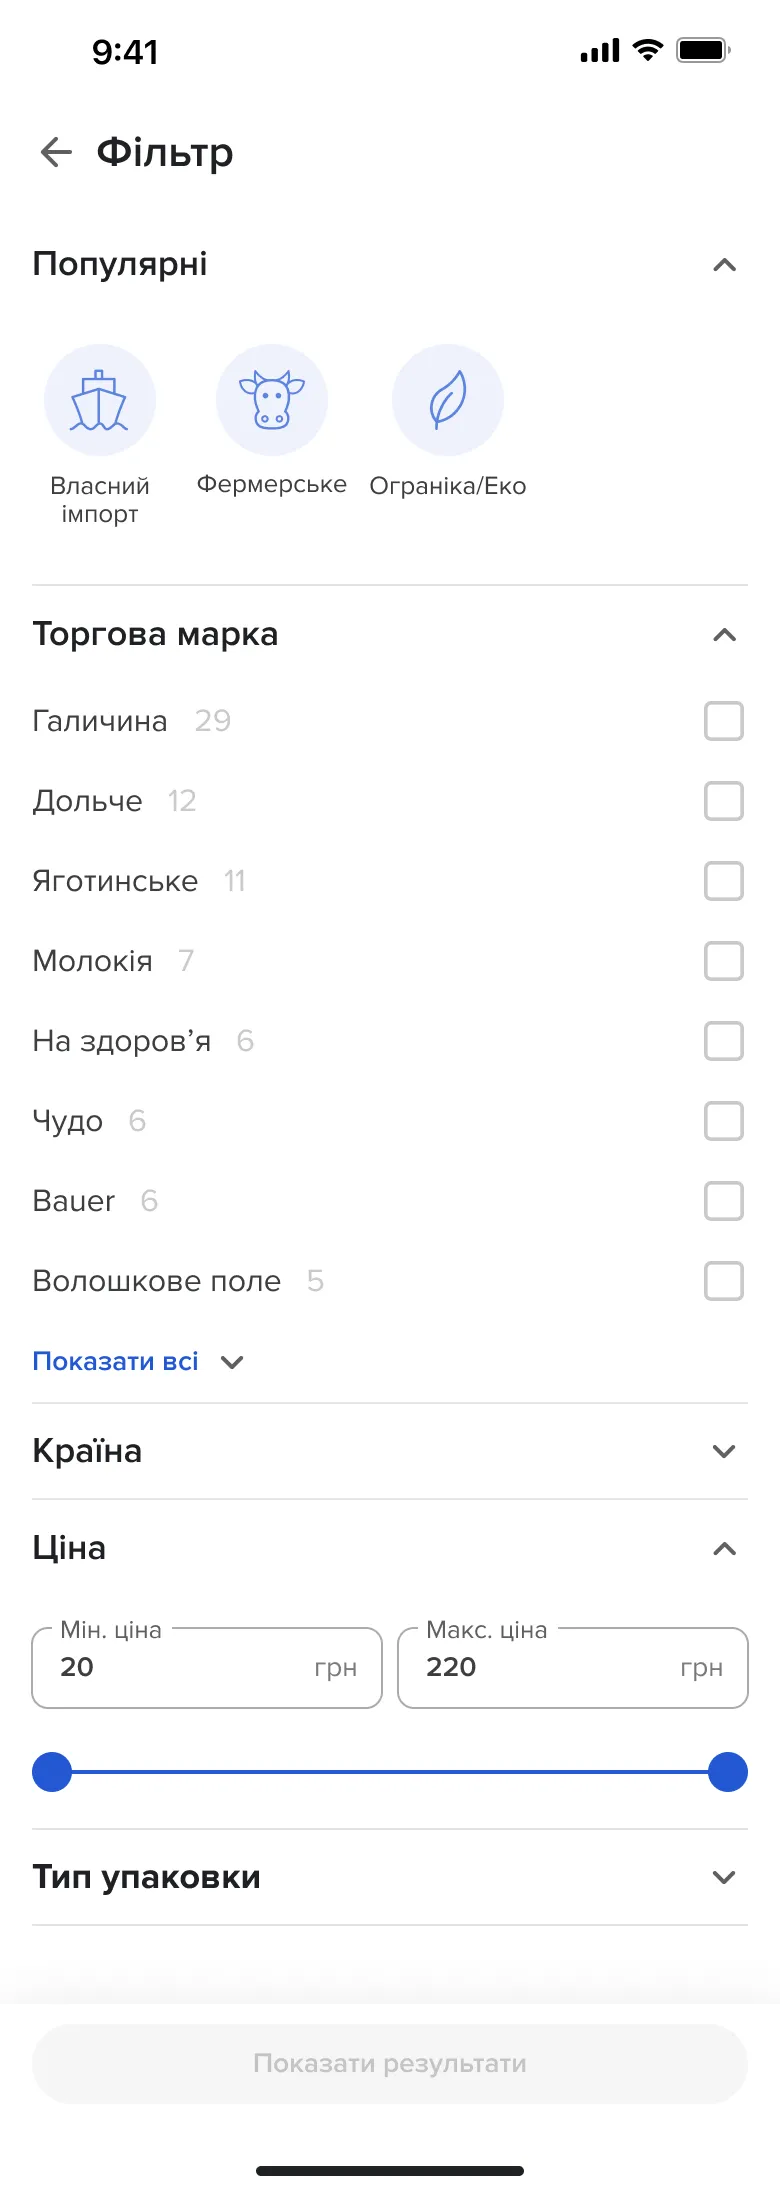 9:41
Фільтр
Популярні
Власний
імпорт
Фермерське
Ограніка/Еко
Торгова марка
Галичина 29
Дольче 12
Яготинське 11
Молокія 7
На здоров’я 6
Чудо 6
Bauer 6
Волошкове поле 5
Показати всі
Країна
Ціна
Мін. ціна
20 грн
Макс. ціна
220 грн
Тип упаковки
Показати результати